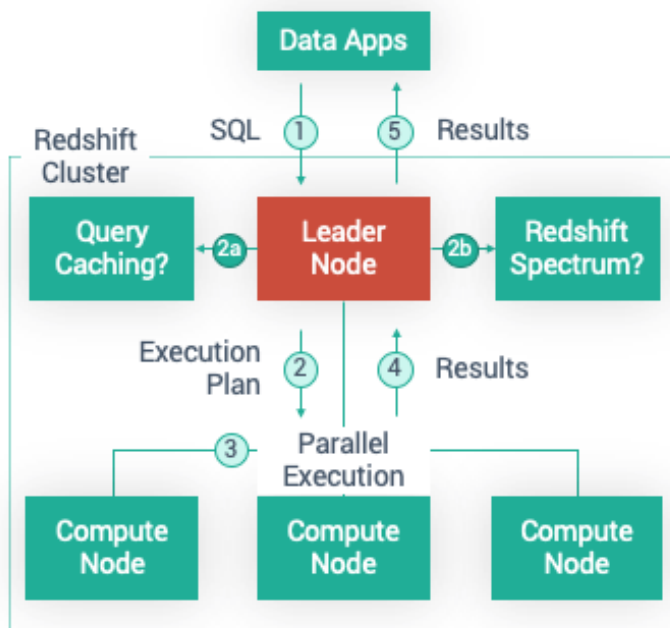 Data Apps
SQL
1
5
Results
Redshift
Cluster
Query
Caching?
2a
Leader
Node
2b
Redshift
Spectrum?
Execution
Plan
2
4
Results
3
Parallel
Execution
Compute
Node
Compute
Node
Compute
Node